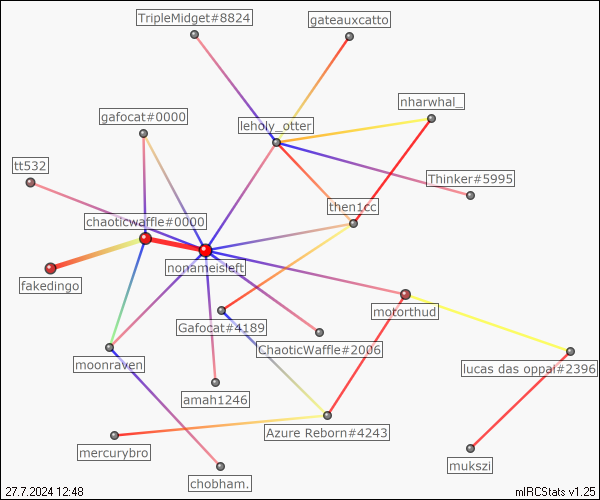 TripleMidget#8824
gateauxcatto
nharwhal_
gafocat#0000
leholy_otter
tt532
Thinker#5995
then1cc
chaoticwaffle#0000
nonameisleft
fakedingo
motorthud
Gafocat#4189
ChaoticWaffle#2006
moonraven
lucas das oppai#2396
amah1246
Azure Reborn#4243
mercurybro
mukszi
chobham.
27.7.2024 12:48
mIRCStats v1.25